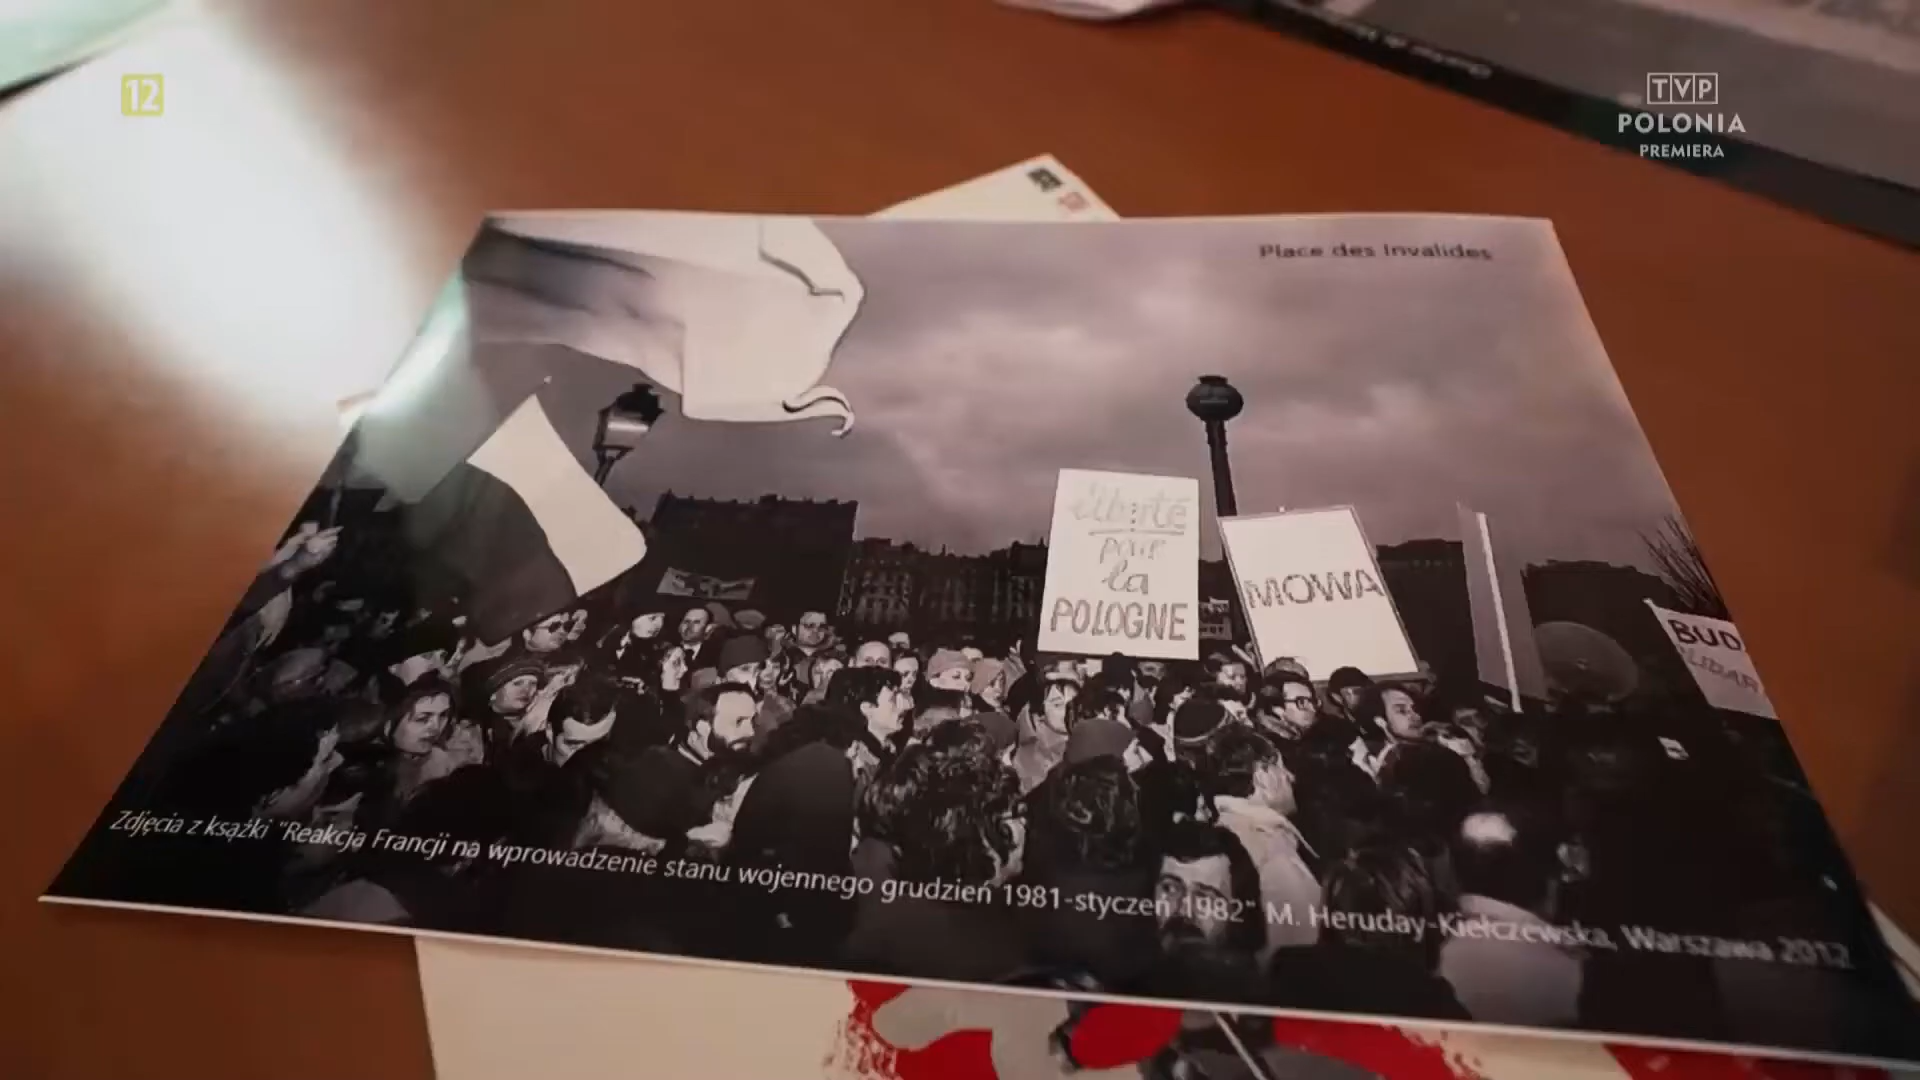 12
TVP
POLONIA
PREMIERA
Place des Invalides
Liberté
pour
la
POLOGNE
MOWA
BUD
Zdjęcia z książki "Reakcja Francji na wprowadzenie stanu wojennego grudzień 1981-styczeń 1982" M. Heruday-Kiełczewska, Warszawa 2012